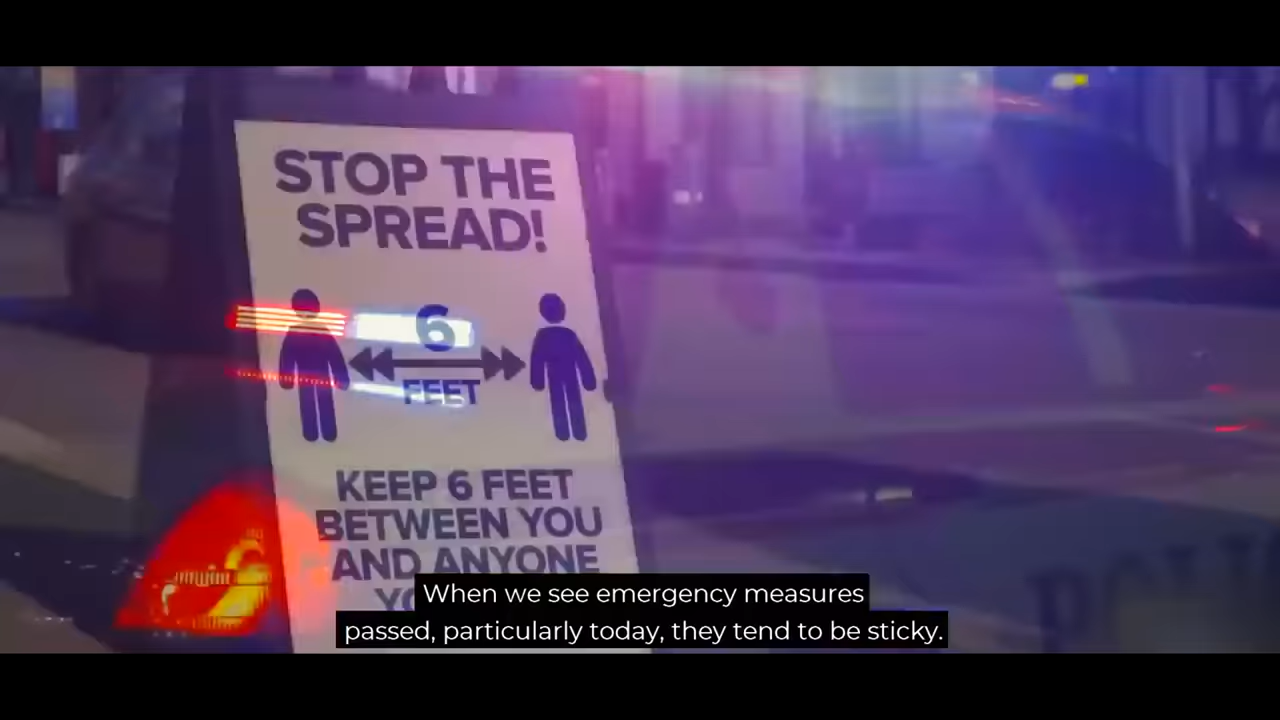 STOP THE
SPREAD!
6
FEET
KEEP 6 FEET
BETWEEN YOU
AND ANYONE
When we see emergency measures
passed, particularly today, they tend to be sticky.